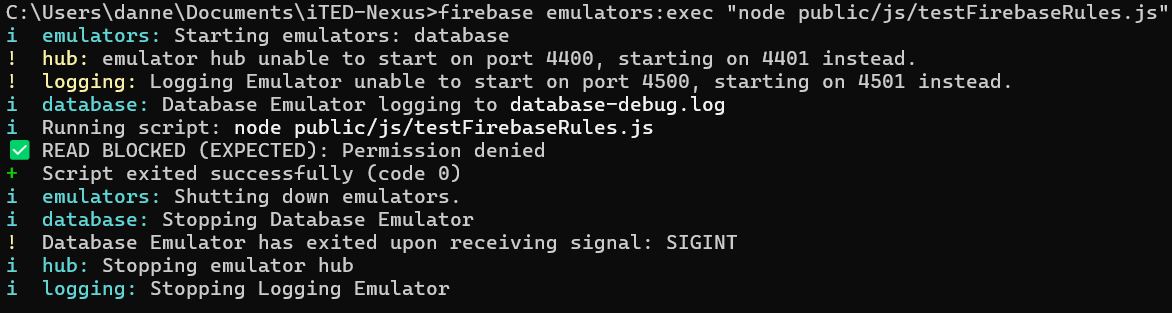 C:\Users\danne\Documents\iTED-Nexus>firebase emulators:exec "node public/js/testFirebaseRules.js"
i  emulators: Starting emulators: database
!  hub: emulator hub unable to start on port 4400, starting on 4401 instead.
!  logging: Logging Emulator unable to start on port 4500, starting on 4501 instead.
i  database: Database Emulator logging to database-debug.log
i  Running script: node public/js/testFirebaseRules.js
✅ READ BLOCKED (EXPECTED): Permission denied
+  Script exited successfully (code 0)
i  emulators: Shutting down emulators.
i  database: Stopping Database Emulator
!  Database Emulator has exited upon receiving signal: SIGINT
i  hub: Stopping emulator hub
i  logging: Stopping Logging Emulator